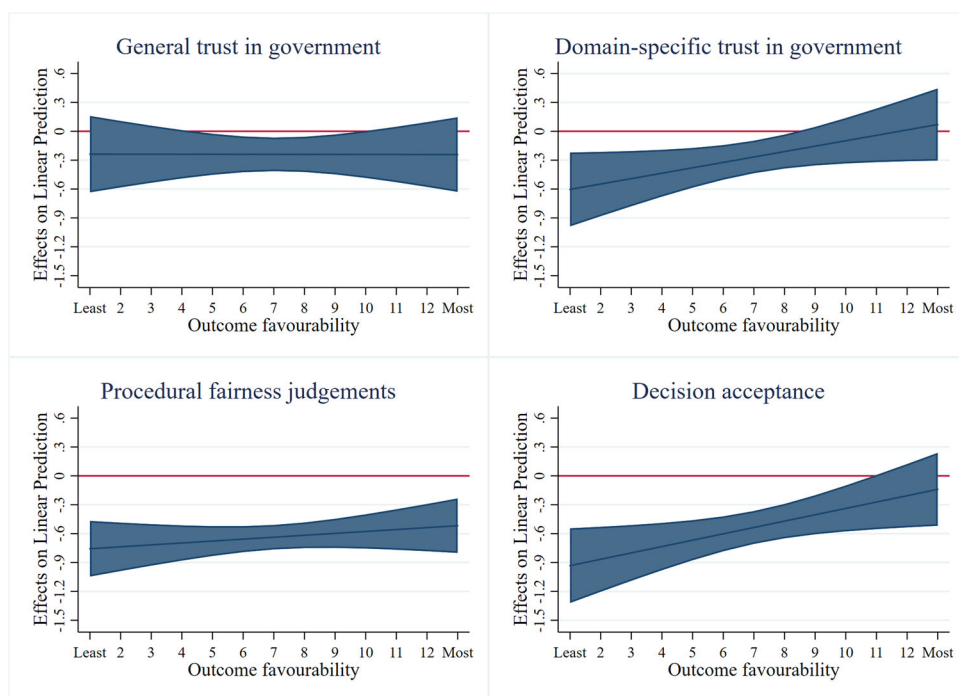 General trust in government
Effects on Linear Prediction
.6
.3
0
-.3
-.6
-.9
-1.2
-1.5
Least 2 3 4 5 6 7 8 9 10 11 12 Most
Outcome favourability
Domain-specific trust in government
Effects on Linear Prediction
.6
.3
0
-.3
-.6
-.9
-1.2
-1.5
Least 2 3 4 5 6 7 8 9 10 11 12 Most
Outcome favourability
Procedural fairness judgements
Effects on Linear Prediction
.6
.3
0
-.3
-.6
-.9
-1.2
-1.5
Least 2 3 4 5 6 7 8 9 10 11 12 Most
Outcome favourability
Decision acceptance
Effects on Linear Prediction
.6
.3
0
-.3
-.6
-.9
-1.2
-1.5
Least 2 3 4 5 6 7 8 9 10 11 12 Most
Outcome favourability